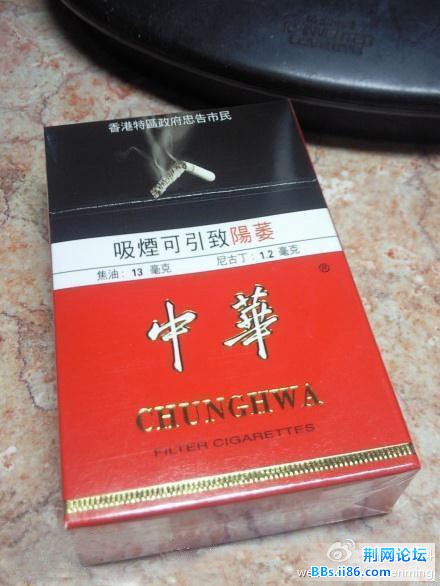 香港特區政府忠告市民
吸煙可引致陽萎
焦油: 13 毫克 尼古丁: 1.2 毫克
中華®
CHUNGHWA
FILTER CIGARETTES
荆网论坛
BBs.ii86.com